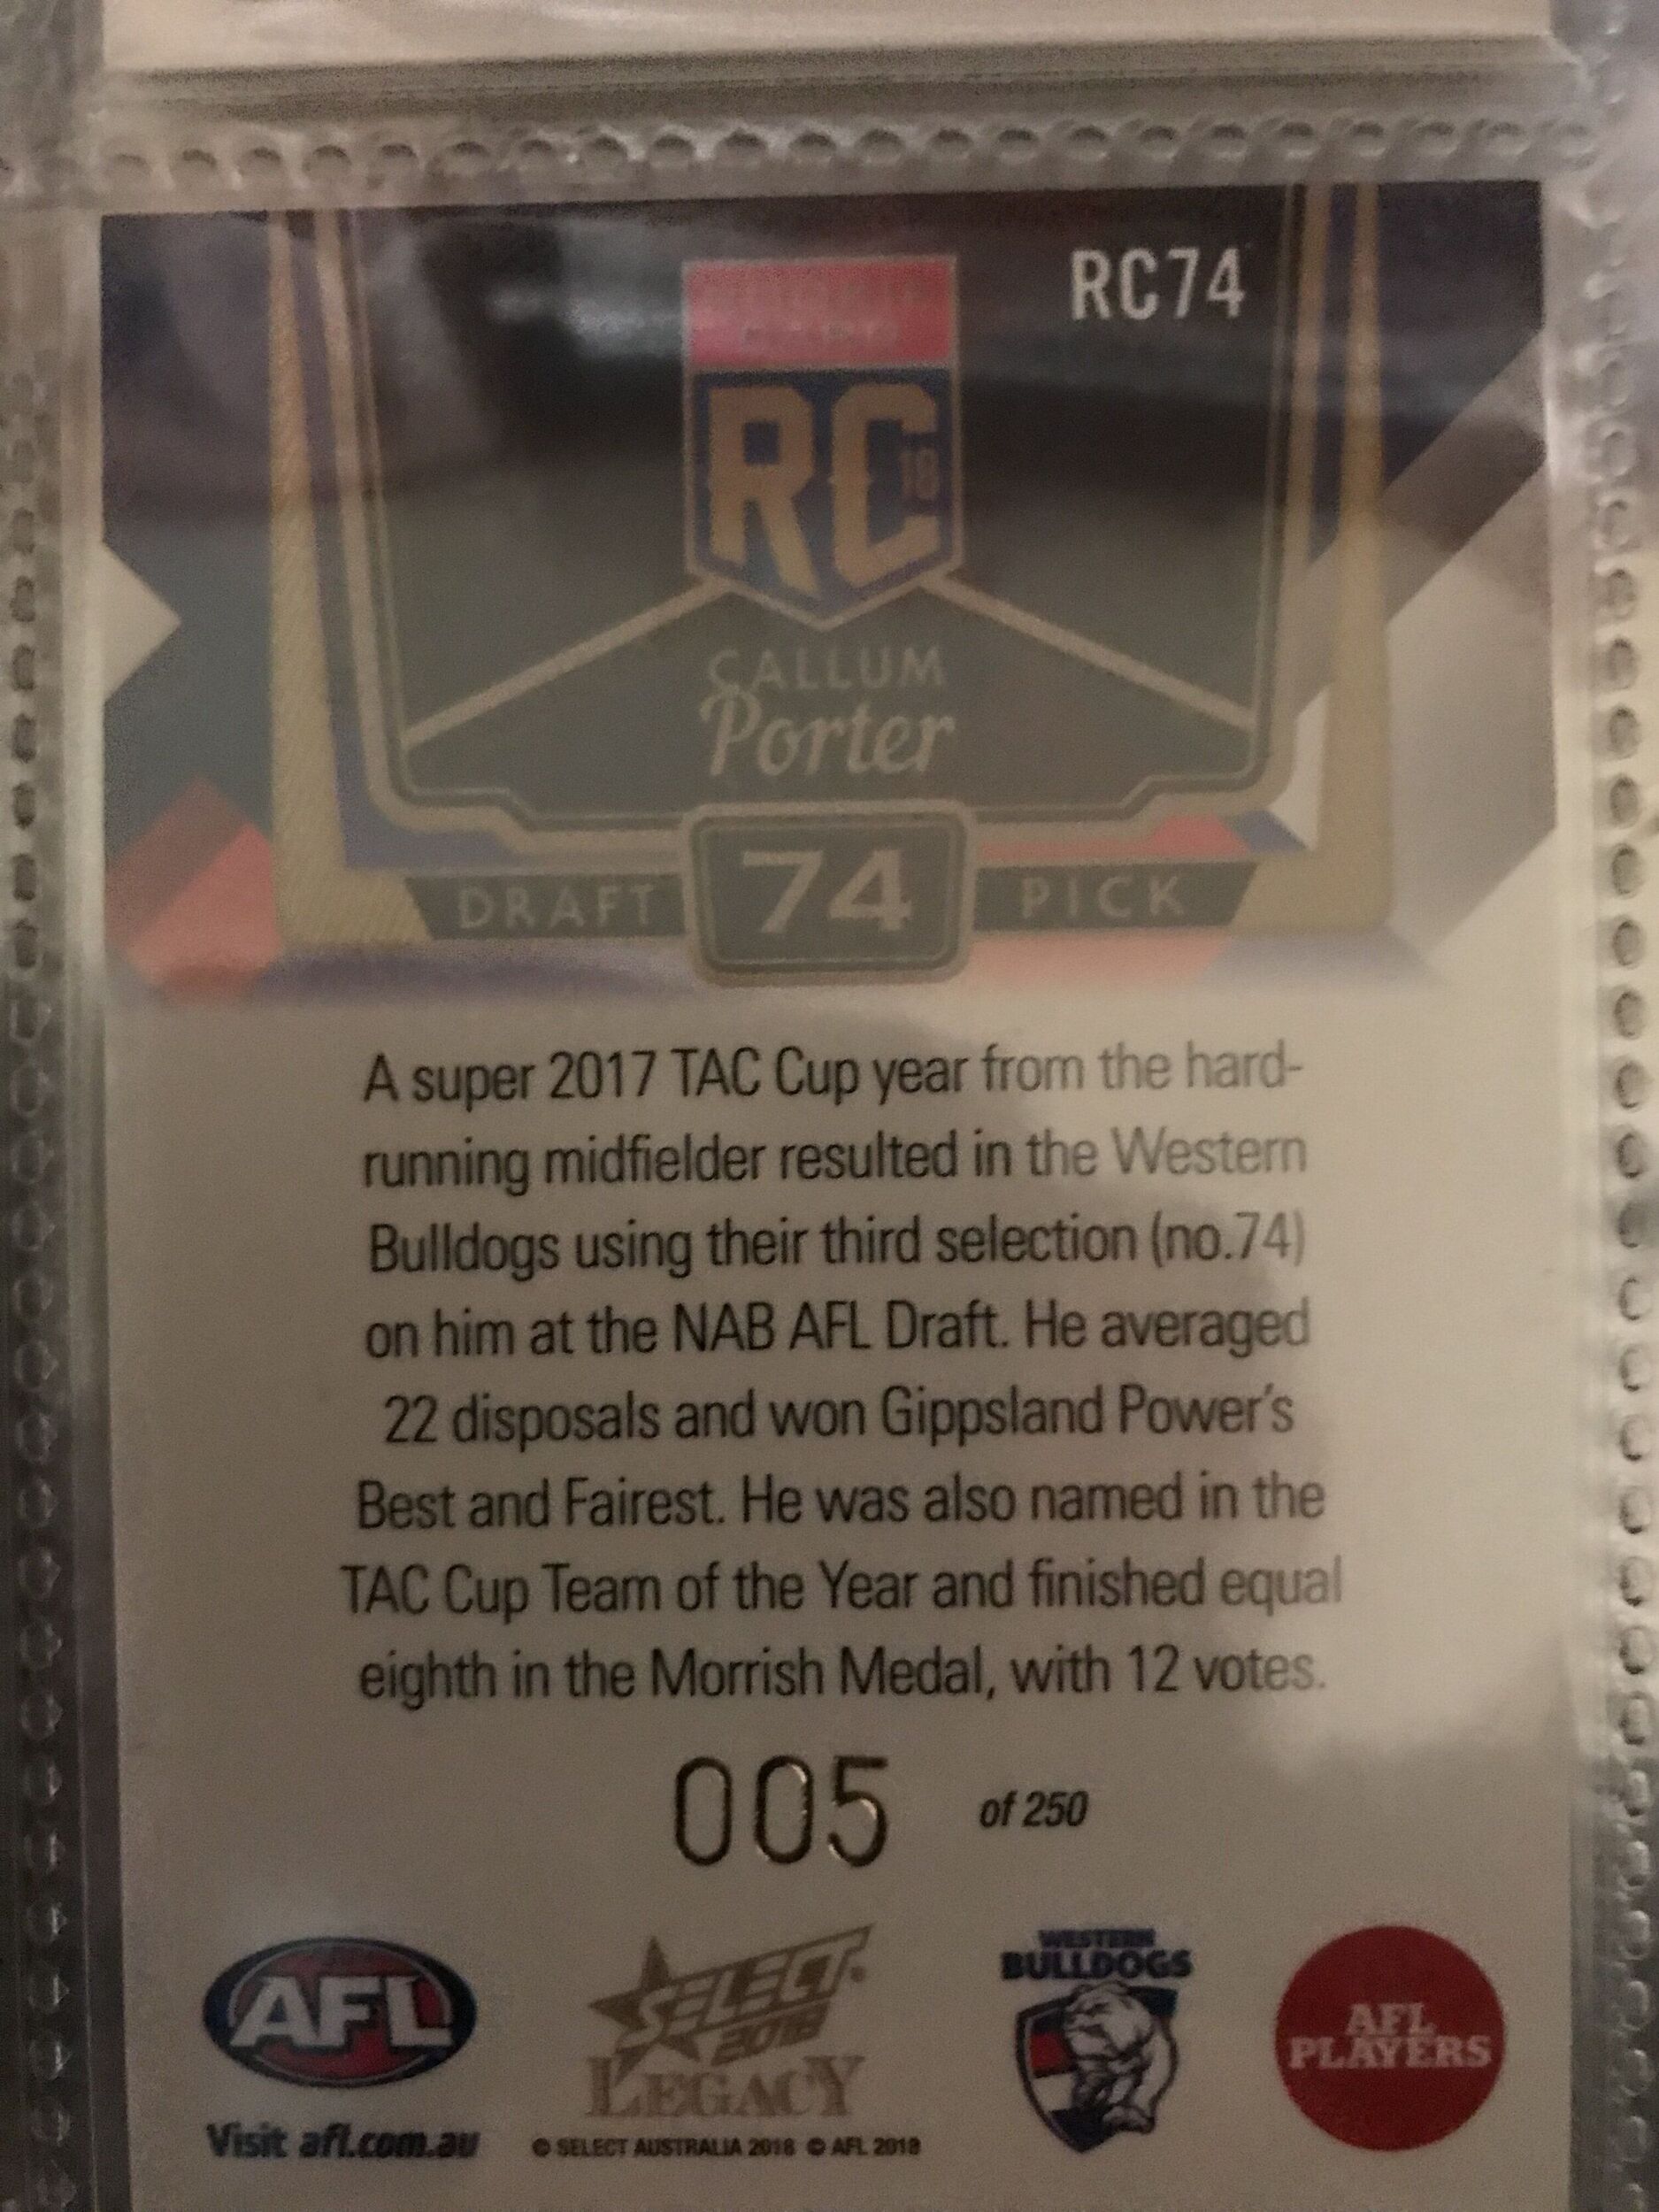 RC74
ROOKIE
CARD
RC
18
CALLUM
Porter
DRAFT 74 PICK
A super 2017 TAC Cup year from the hard-
running midfielder resulted in the Western
Bulldogs using their third selection (no.74)
on him at the NAB AFL Draft. He averaged
22 disposals and won Gippsland Power's
Best and Fairest. He was also named in the
TAC Cup Team of the Year and finished equal
eighth in the Morrish Medal, with 12 votes.
005 of 250
AFL
Visit afl.com.au
SELECT
2018
LEGACY
© SELECT AUSTRALIA 2018 © AFL 2018
WESTERN
BULLDOGS
AFL
PLAYERS